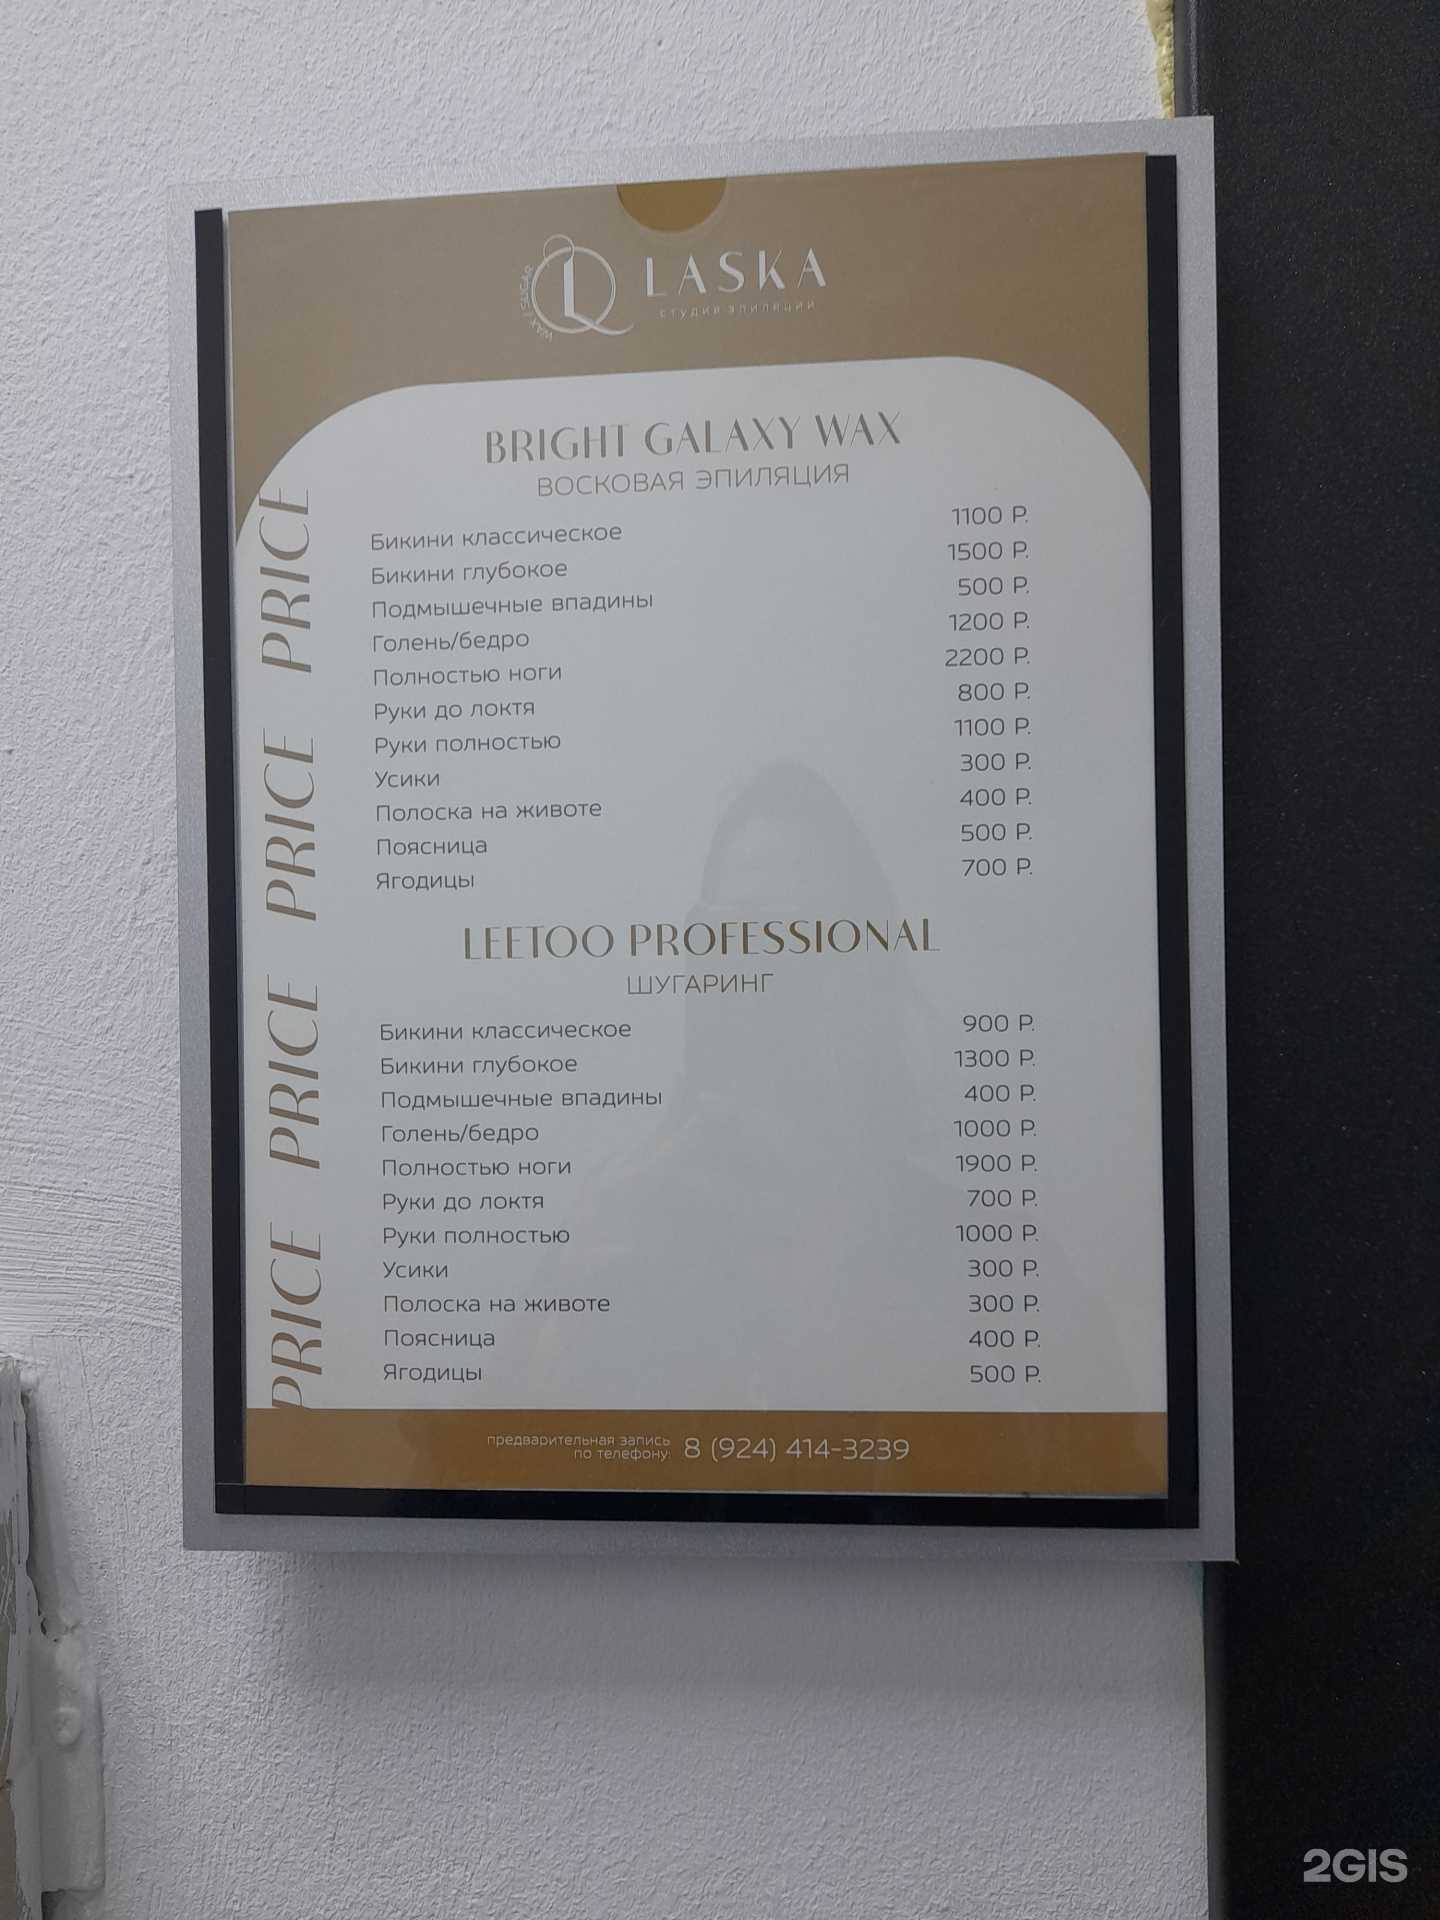 WAX / SUGAR
LASKA
студия эпиляции
BRIGHT GALAXY WAX
ВОСКОВАЯ ЭПИЛЯЦИЯ
Бикини классическое 1100 Р.
Бикини глубокое 1500 Р.
Подмышечные впадины 500 Р.
Голень/бедро 1200 Р.
Полностью ноги 2200 Р.
Руки до локтя 800 Р.
Руки полностью 1100 Р.
Усики 300 Р.
Полоска на животе 400 Р.
Поясница 500 Р.
Ягодицы 700 Р.
LEETOO PROFESSIONAL
ШУГАРИНГ
Бикини классическое 900 Р.
Бикини глубокое 1300 Р.
Подмышечные впадины 400 Р.
Голень/бедро 1000 Р.
Полностью ноги 1900 Р.
Руки до локтя 700 Р.
Руки полностью 1000 Р.
Усики 300 Р.
Полоска на животе 300 Р.
Поясница 400 Р.
Ягодицы 500 Р.
PRICE PRICE PRICE PRICE
предварительная запись
по телефону: 8 (924) 414-3239
2GIS